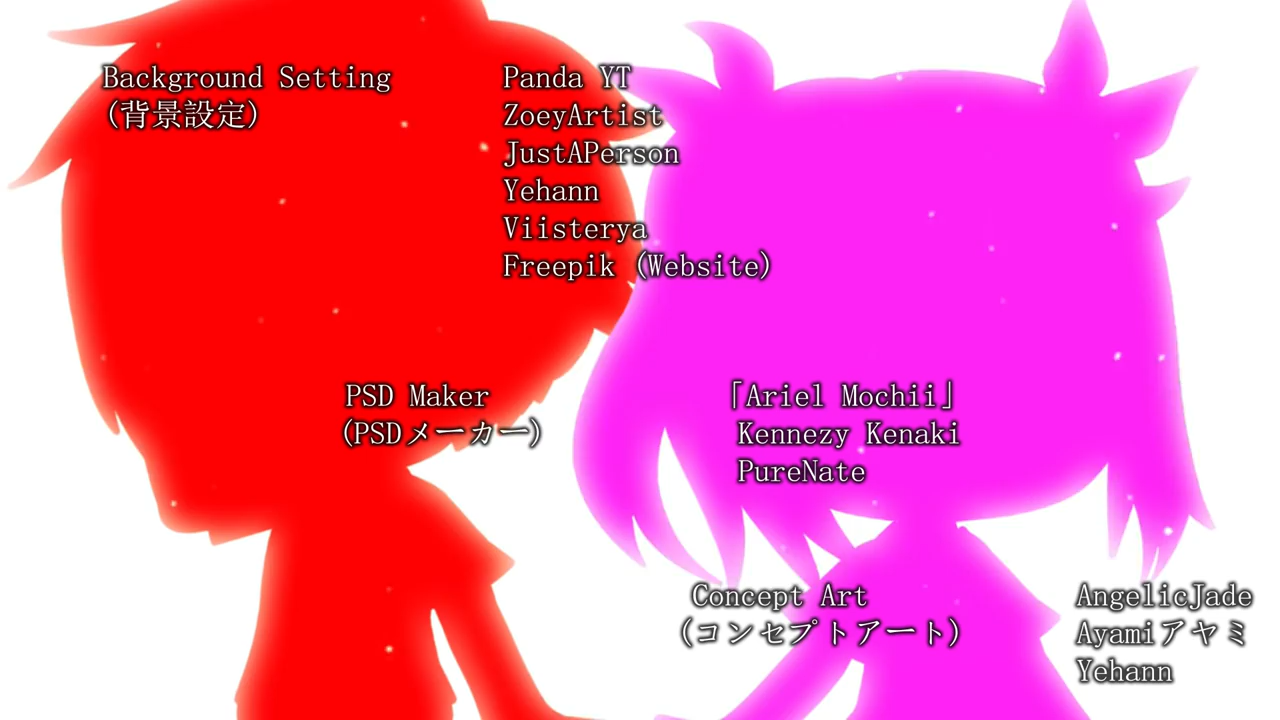 Background Setting
(背景設定)
Panda YT
ZoeyArtist
JustAPerson
Yehann
Viisterya
Freepik (Website)
PSD Maker
(PSDメーカー)
「Ariel Mochii」
Kennezy Kenaki
PureNate
Concept Art
(コンセプトアート)
AngelicJade
Ayamiアヤミ
Yehann